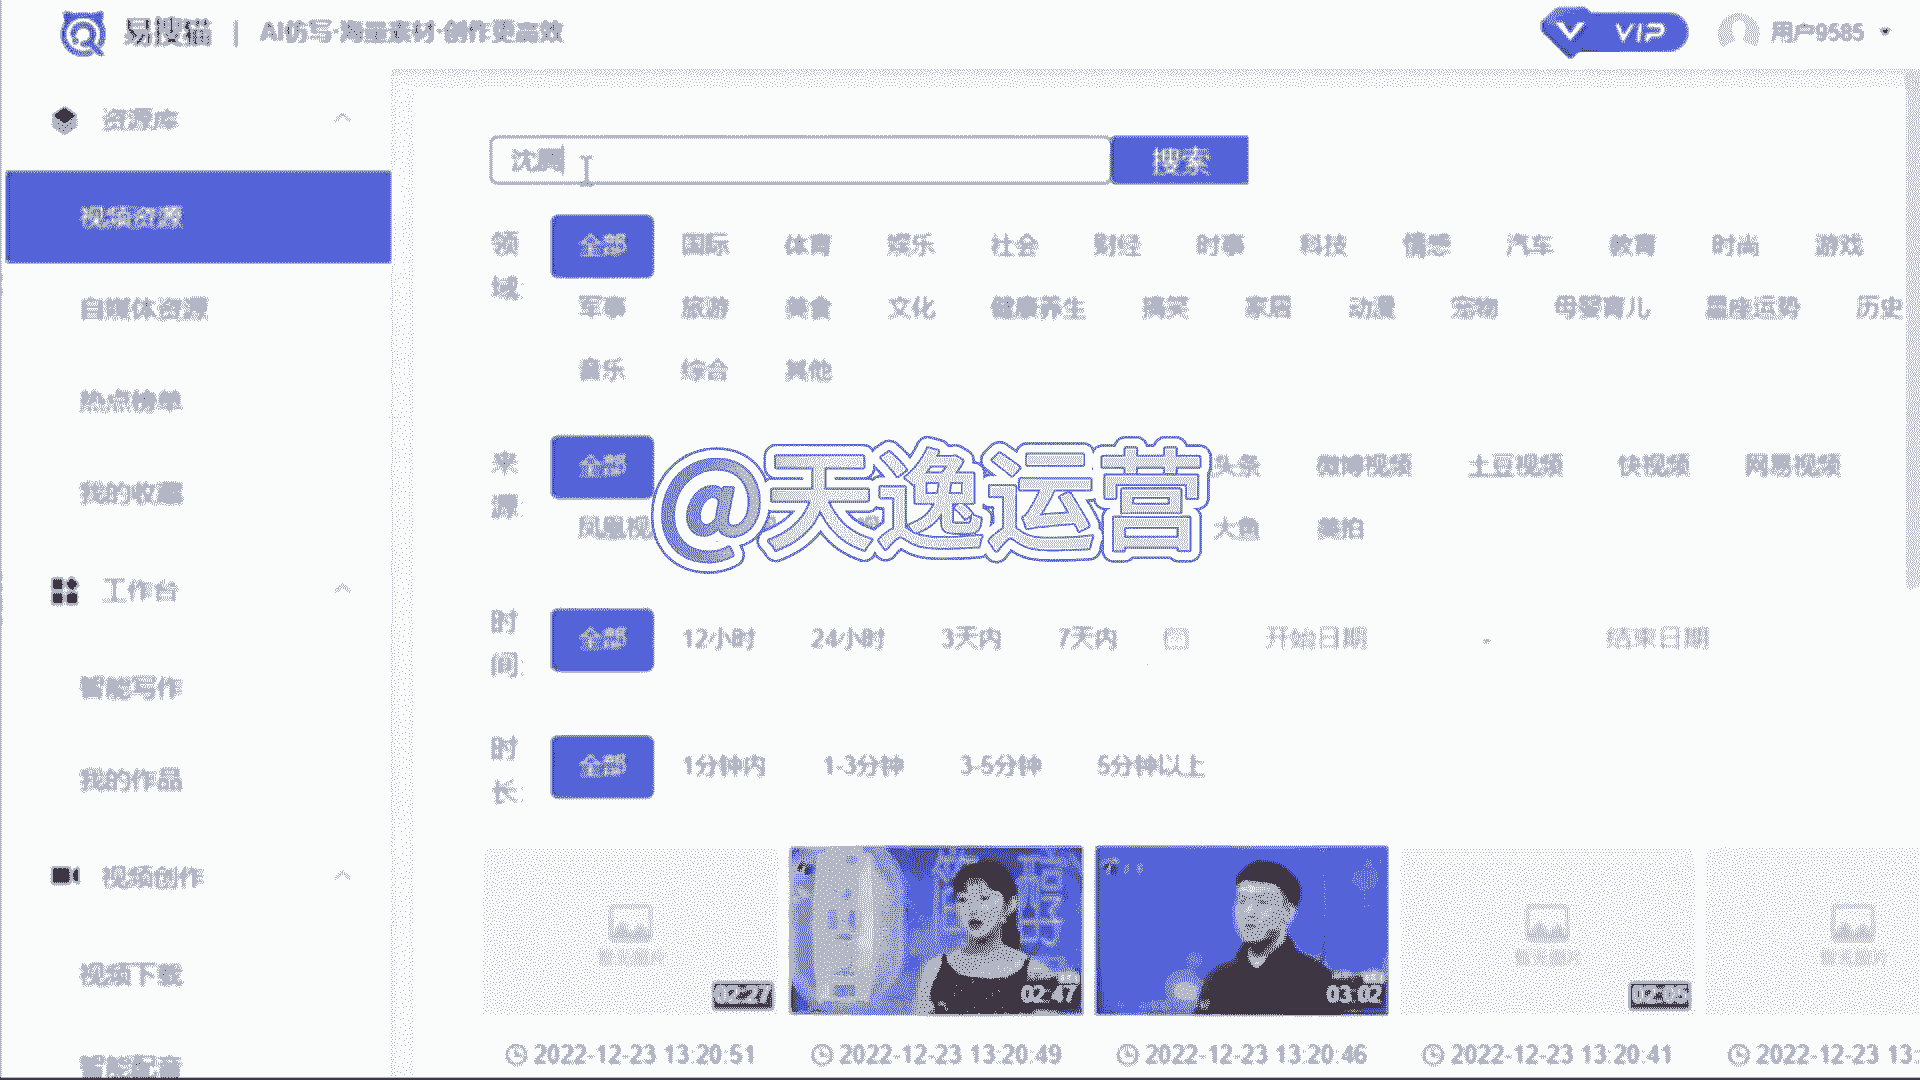 易搜猫 | AI仿写·海量素材·创作更高效
VIP
用户9585
资源库
视频资源
自媒体资源
热点榜单
我的收藏
工作台
智能写作
我的作品
视频创作
视频下载
智能配音
沈腾
搜索
领域:
全部 国际 体育 娱乐 社会 财经 时事 科技 情感 汽车 教育 时尚 游戏
军事 旅游 美食 文化 健康养生 搞笑 家居 动漫 宠物 母婴育儿 星座运势 历史
音乐 综合 其他
来源:
全部 头条 微博视频 土豆视频 快视频 网易视频
凤凰视 大鱼 美拍
@天逸运营
时间:
全部 12小时 24小时 3天内 7天内 开始日期 - 结束日期
时长:
全部 1分钟内 1-3分钟 3-5分钟 5分钟以上
暂无图片 暂无图片 暂无图片
02:27 02:47 03:02 02:05
2022-12-23 13:20:51 2022-12-23 13:20:49 2022-12-23 13:20:46 2022-12-23 13:20:41 2022-12-23 13: